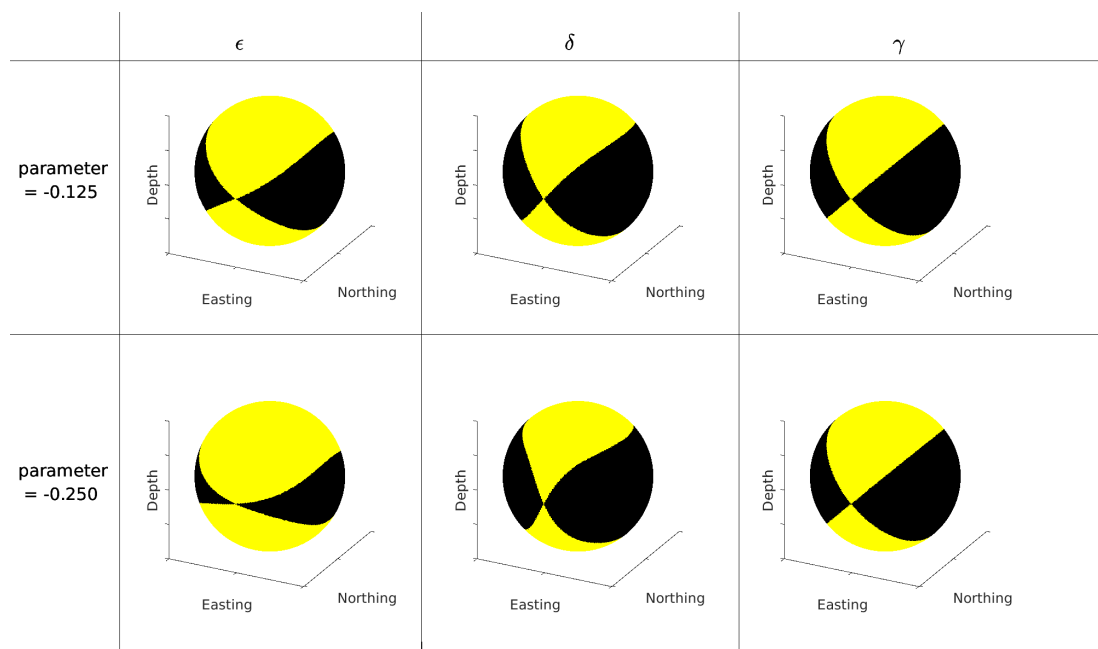 ϵ δ γ
parameter
= -0.125
Depth
Easting
Northing
Depth
Easting
Northing
Depth
Easting
Northing
parameter
= -0.250
Depth
Easting
Northing
Depth
Easting
Northing
Depth
Easting
Northing